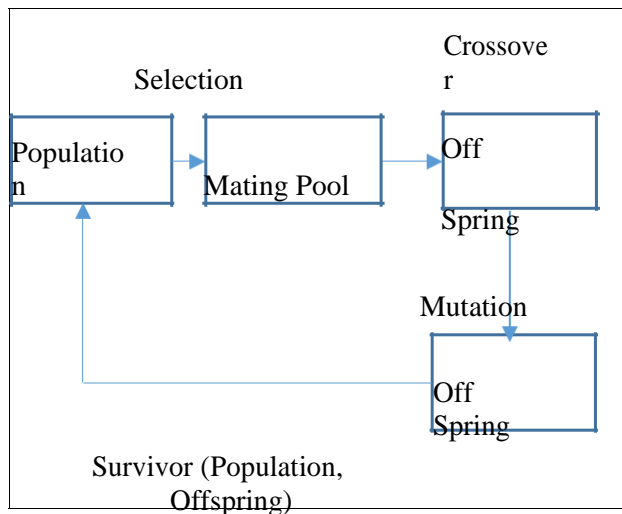 Crossove
r
Selection
Populatio
n
Mating Pool
Off
Spring
Mutation
Off
Spring
Survivor (Population,
Offspring)